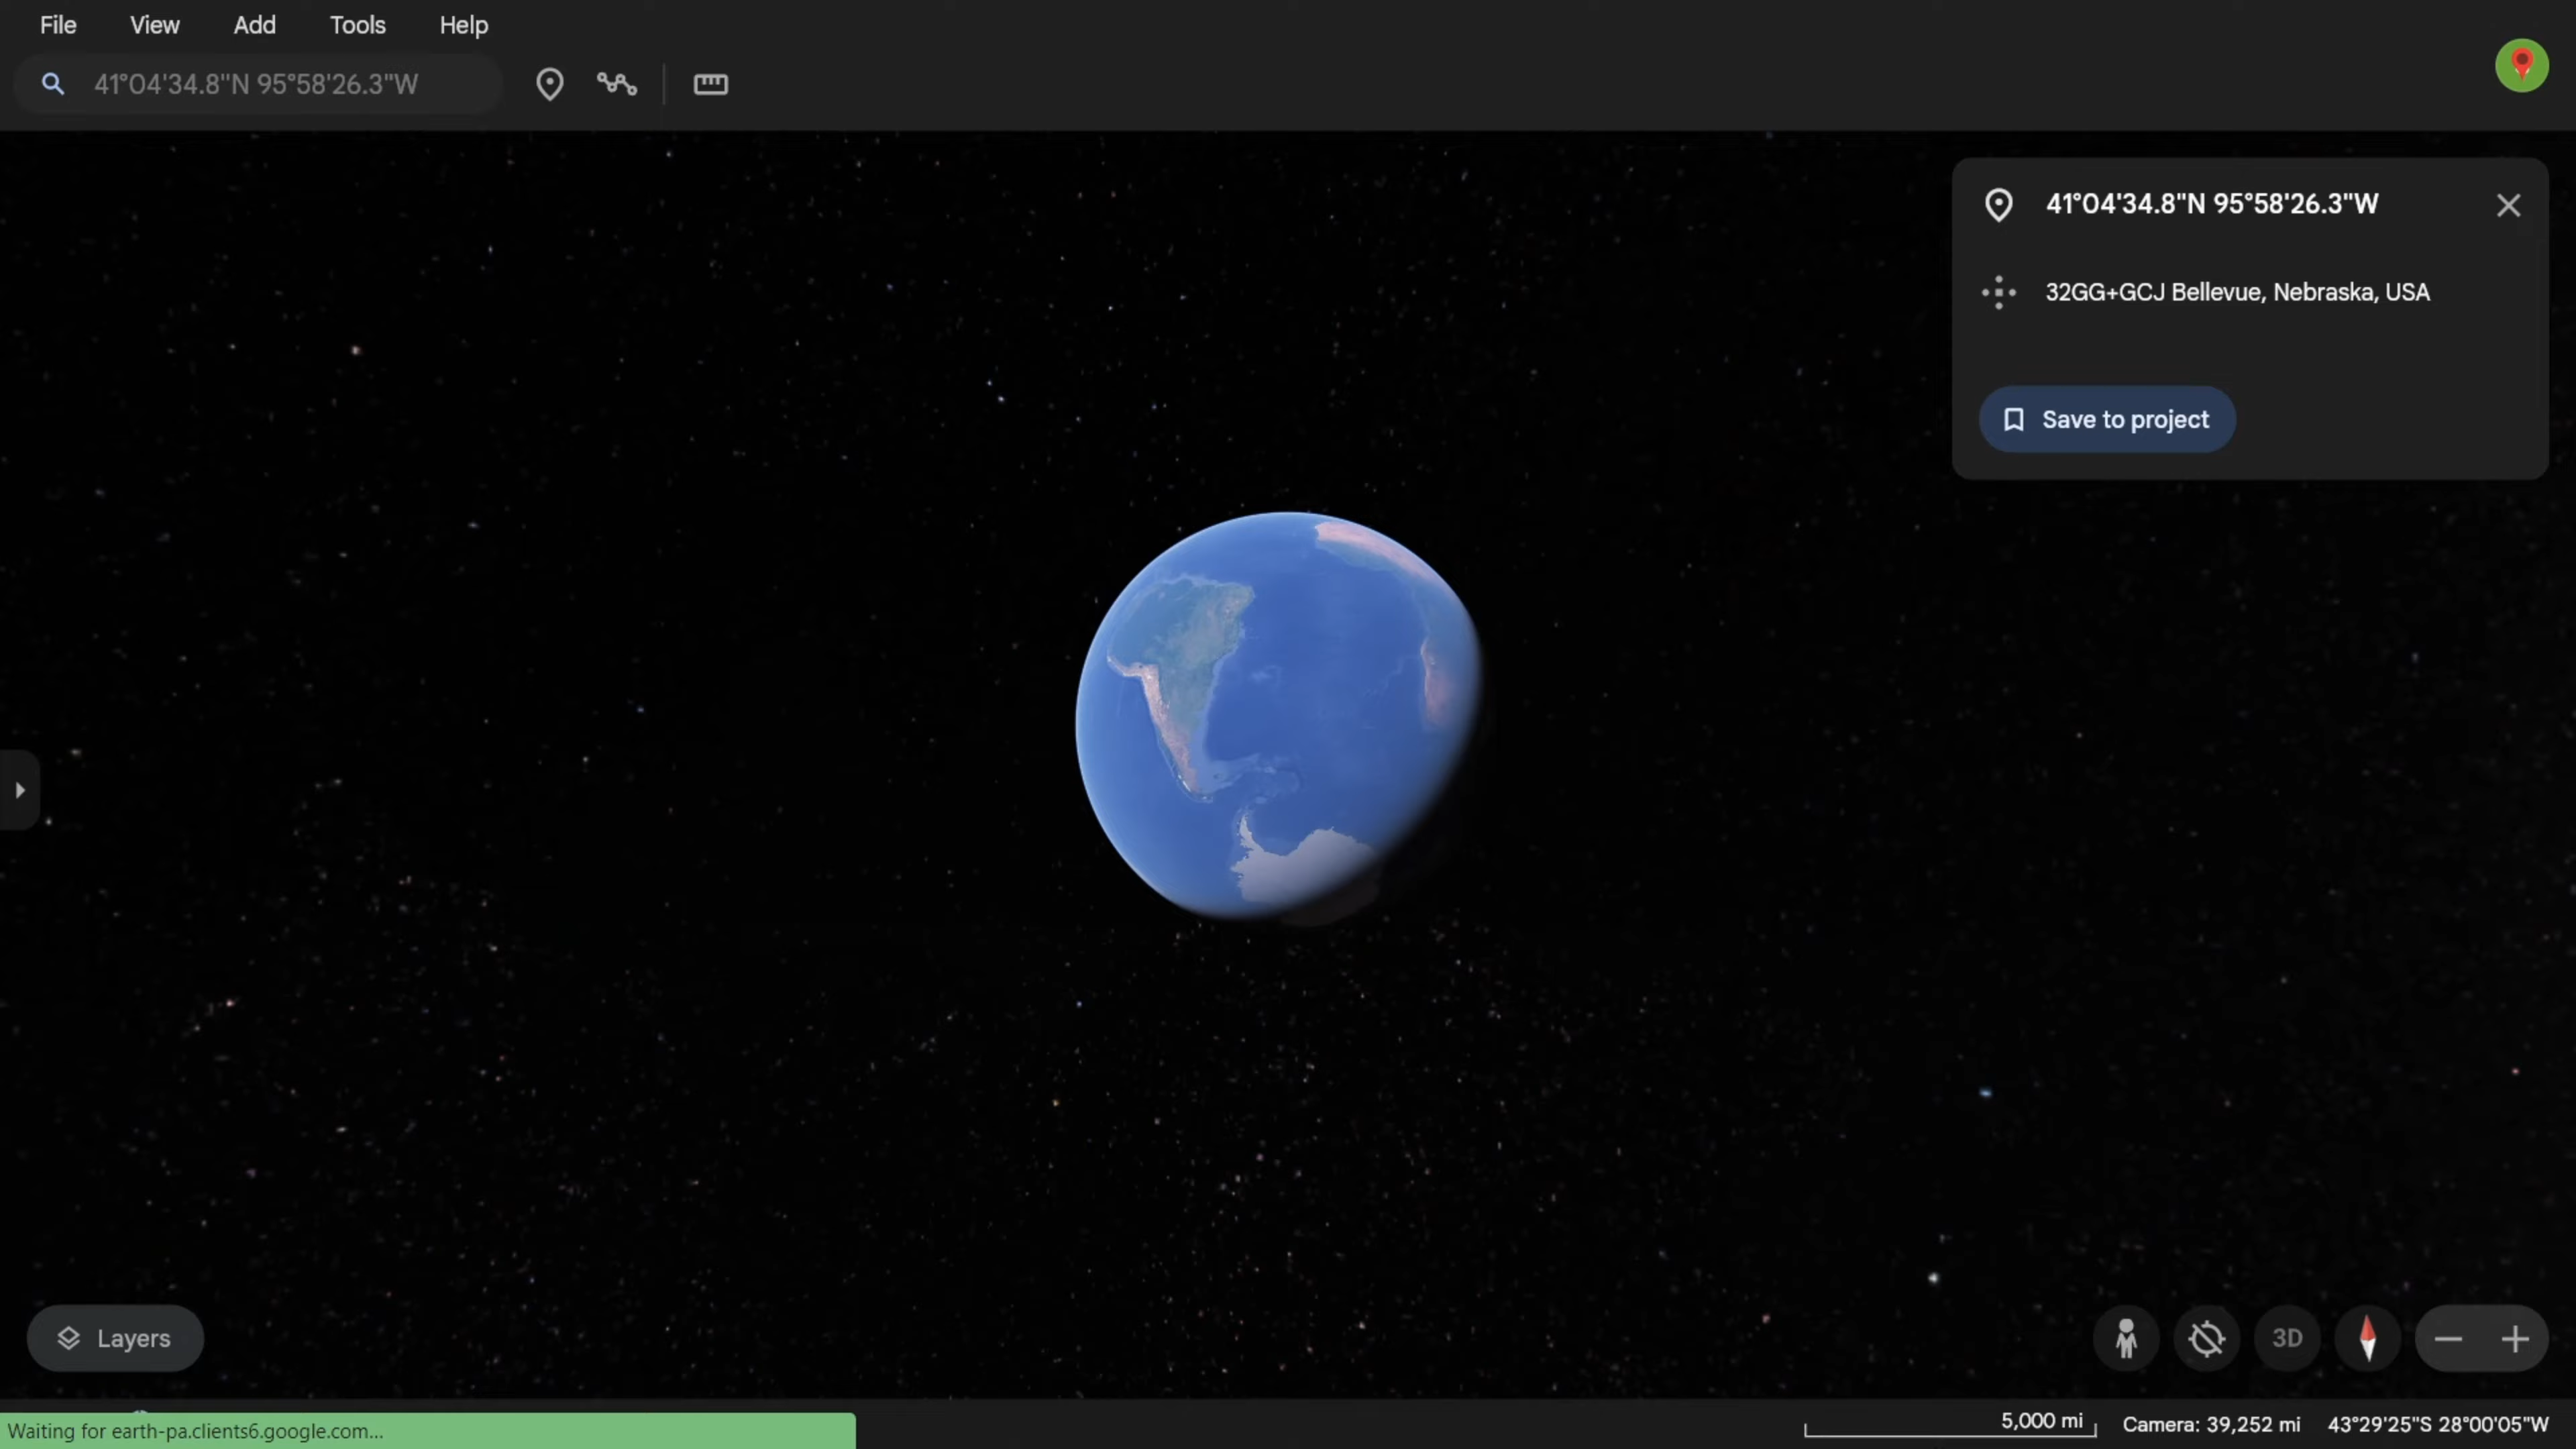 File View Add Tools Help
41°04'34.8"N 95°58'26.3"W
41°04'34.8"N 95°58'26.3"W
32GG+GCJ Bellevue, Nebraska, USA
Save to project
Layers
3D
Waiting for earth-pa.clients6.google.com...
5,000 mi Camera: 39,252 mi 43°29'25"S 28°00'05"W